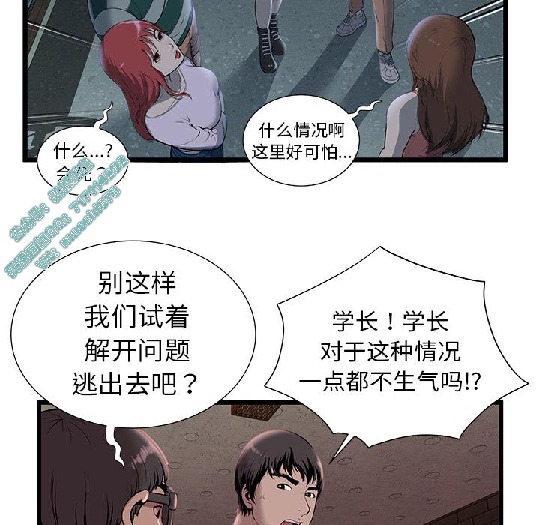 什么...?
会死？
什么情况啊
这里好可怕...
别这样
我们试着
解开问题
逃出去吧？
学长！学长
对于这种情况
一点都不生气吗!?